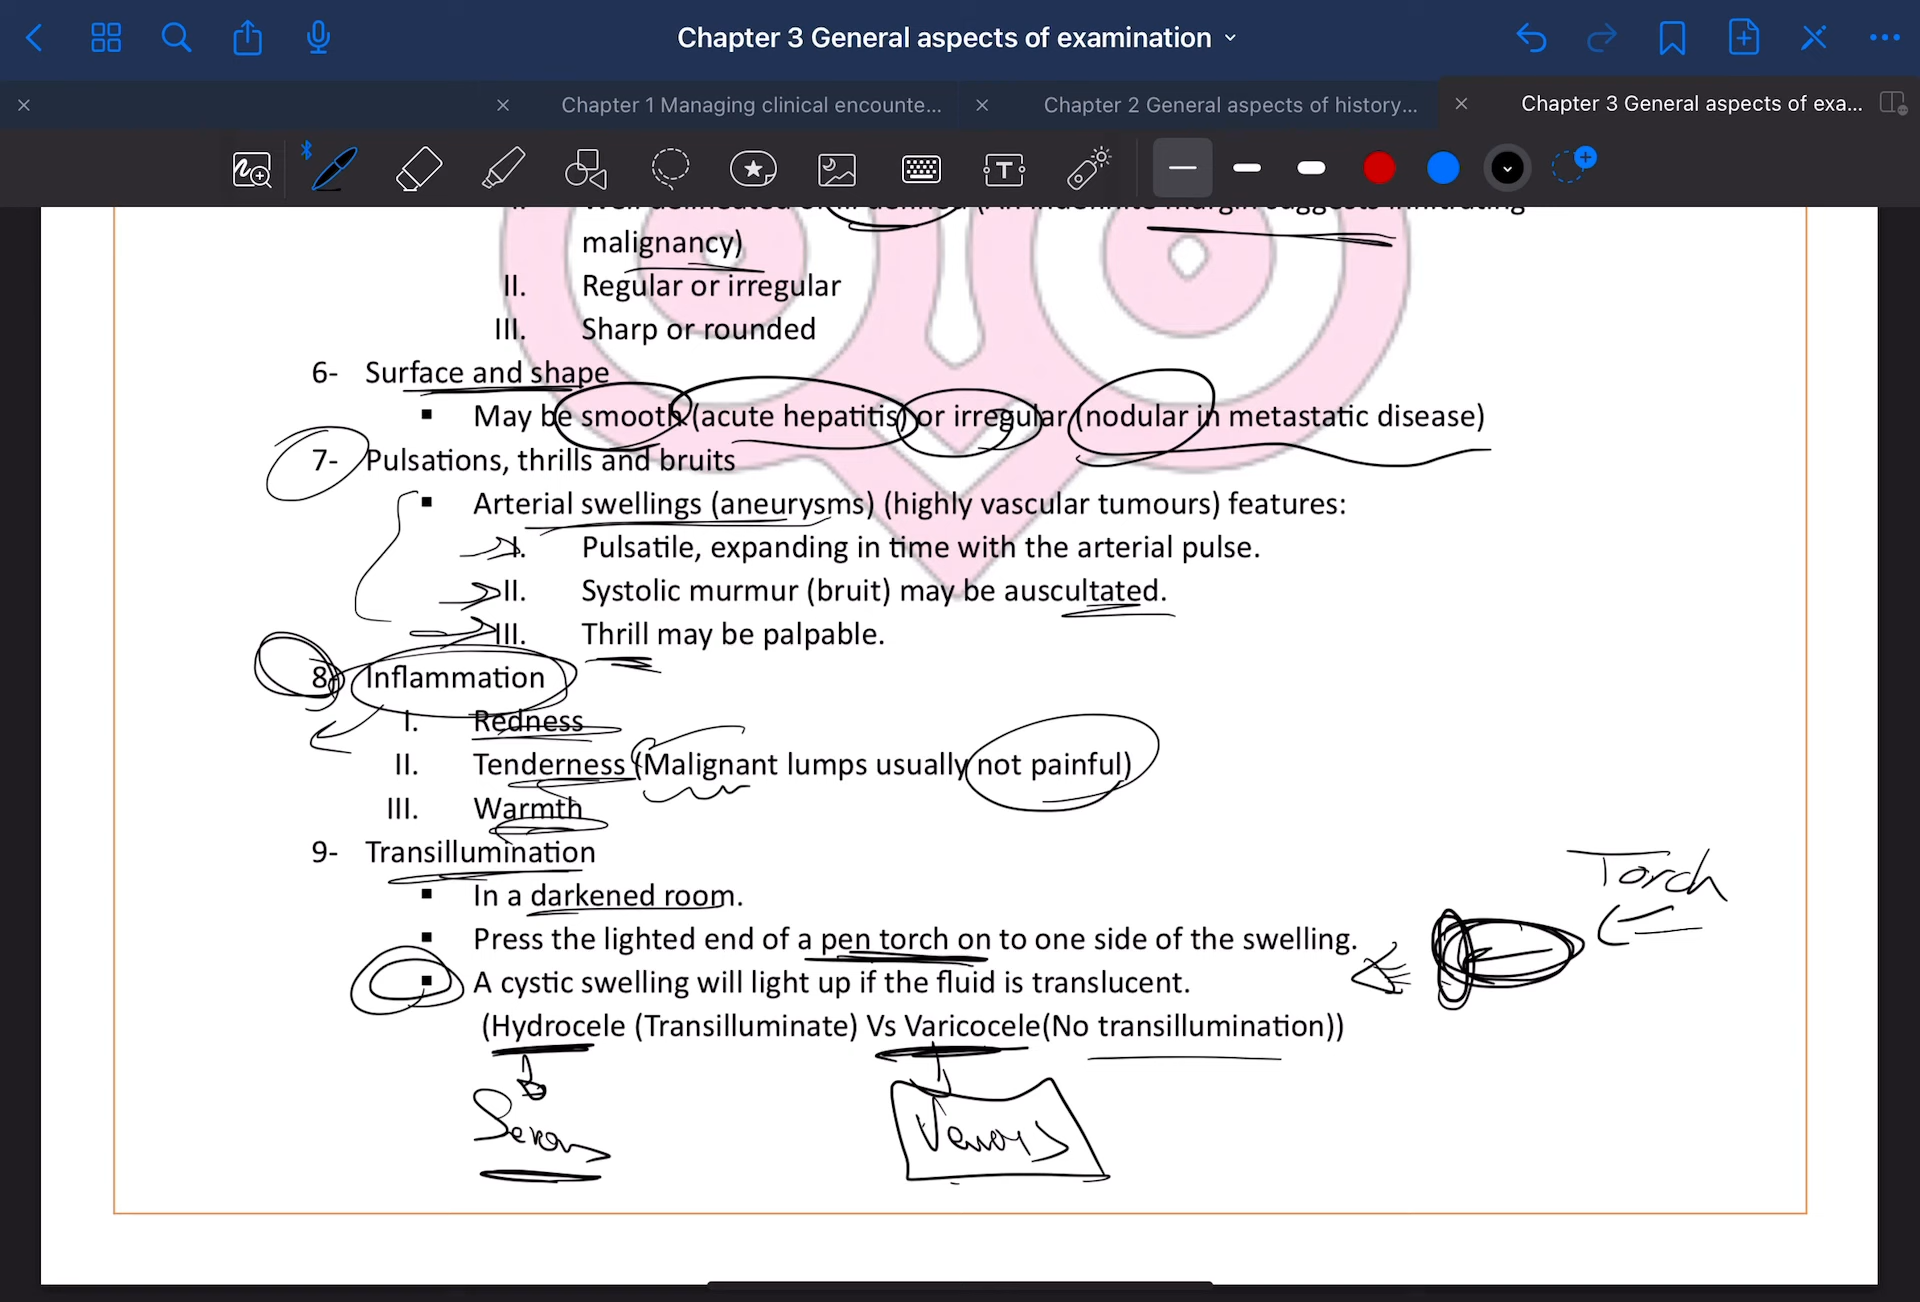 Chapter 3 General aspects of examination
Chapter 1 Managing clinical encounte...
Chapter 2 General aspects of history...
Chapter 3 General aspects of exa...
malignancy)
II. Regular or irregular
III. Sharp or rounded
6- Surface and shape
▪ May be smooth (acute hepatitis) or irregular (nodular in metastatic disease)
7- Pulsations, thrills and bruits
▪ Arterial swellings (aneurysms) (highly vascular tumours) features:
I. Pulsatile, expanding in time with the arterial pulse.
II. Systolic murmur (bruit) may be auscultated.
III. Thrill may be palpable.
8- Inflammation
I. Redness
II. Tenderness (Malignant lumps usually not painful)
III. Warmth
9- Transillumination
▪ In a darkened room.
▪ Press the lighted end of a pen torch on to one side of the swelling.
▪ A cystic swelling will light up if the fluid is translucent.
(Hydrocele (Transilluminate) Vs Varicocele(No transillumination))
Torch
Venous